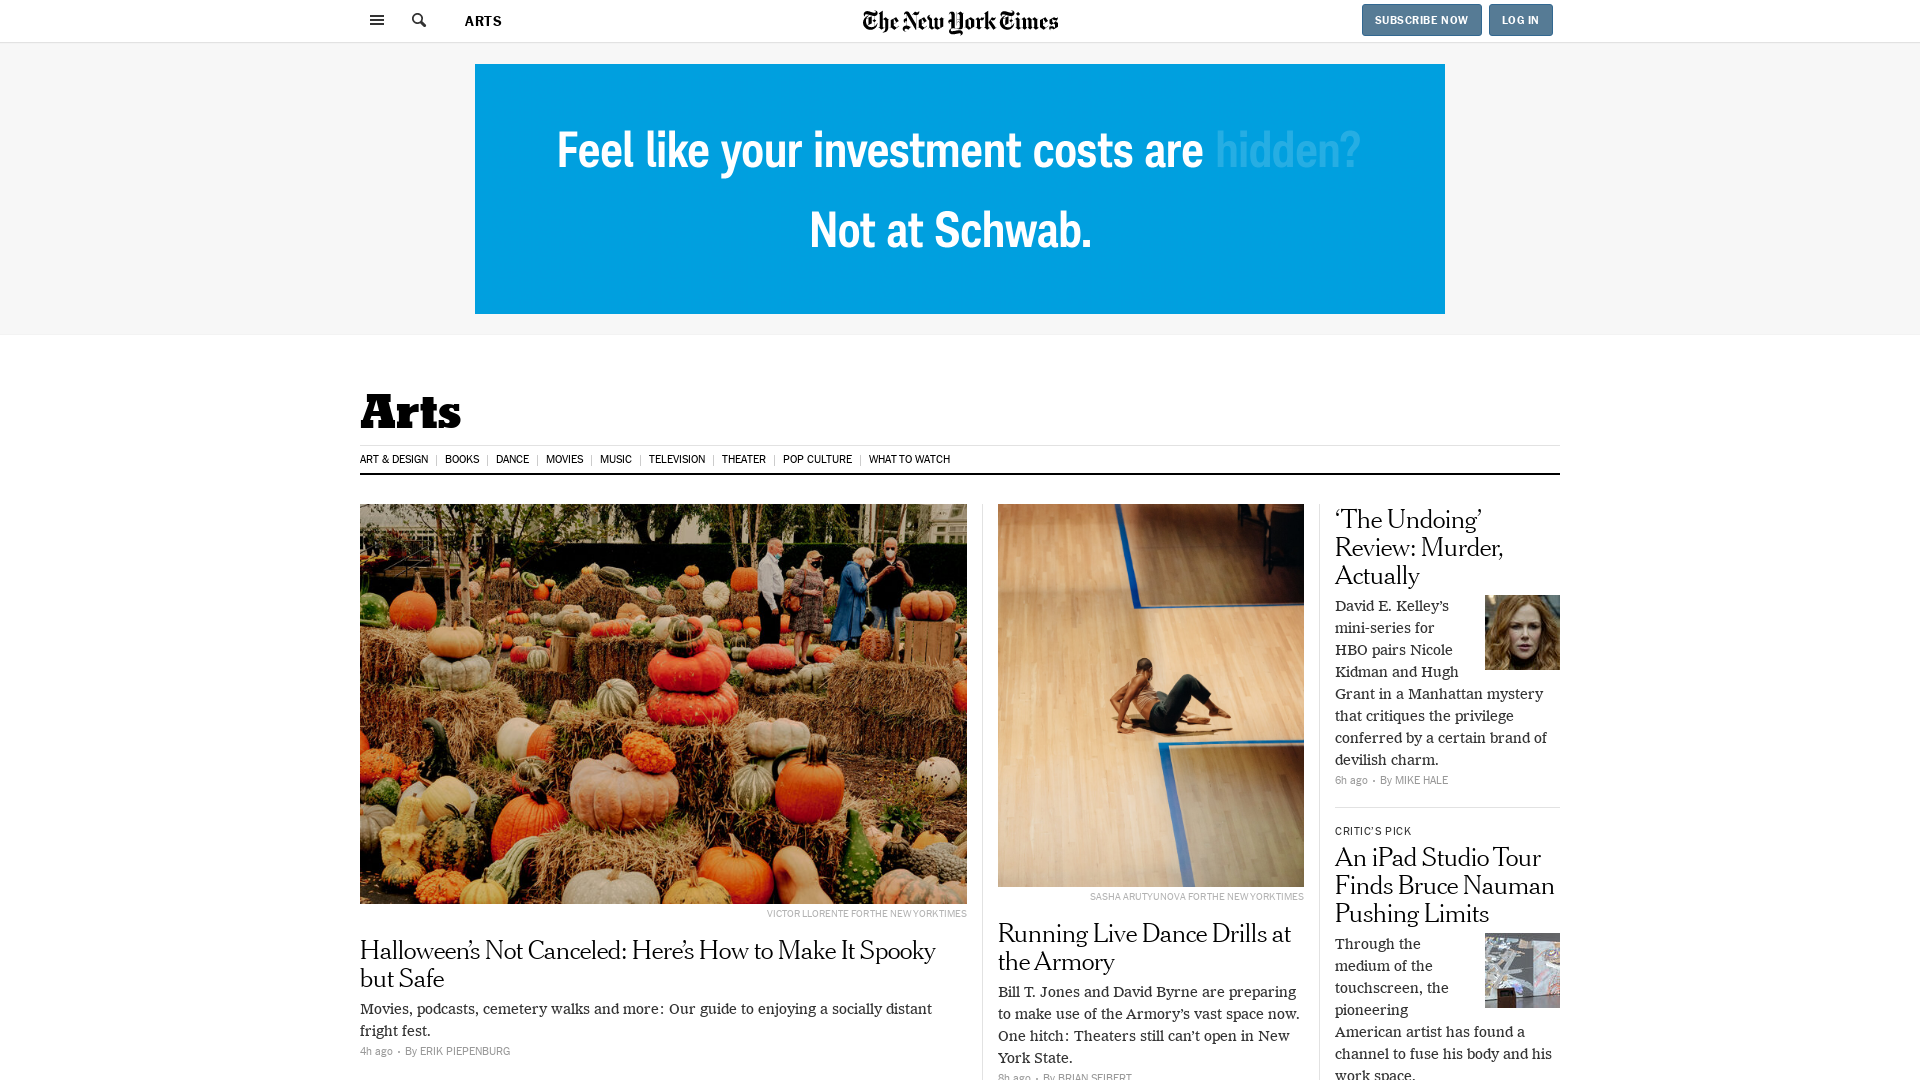 ARTS
The New York Times
SUBSCRIBE NOW
LOG IN
Feel like your investment costs are hidden?
Not at Schwab.
Arts
ART & DESIGN
BOOKS
DANCE
MOVIES
MUSIC
TELEVISION
THEATER
POP CULTURE
WHAT TO WATCH
VICTOR LLORENTE FOR THE NEW YORK TIMES
Halloween’s Not Canceled: Here’s How to Make It Spooky
but Safe
Movies, podcasts, cemetery walks and more: Our guide to enjoying a socially distant
fright fest.
4h ago · By ERIK PIEPENBURG
SASHA ARUTYUNOVA FOR THE NEW YORK TIMES
Running Live Dance Drills at
the Armory
Bill T. Jones and David Byrne are preparing
to make use of the Armory’s vast space now.
One hitch: Theaters still can’t open in New
York State.
8h ago · By BRIAN SEIBERT
‘The Undoing’
Review: Murder,
Actually
David E. Kelley’s
mini-series for
HBO pairs Nicole
Kidman and Hugh
Grant in a Manhattan mystery
that critiques the privilege
conferred by a certain brand of
devilish charm.
6h ago · By MIKE HALE
CRITIC’S PICK
An iPad Studio Tour
Finds Bruce Nauman
Pushing Limits
Through the
medium of the
touchscreen, the
pioneering
American artist has found a
channel to fuse his body and his
work space.